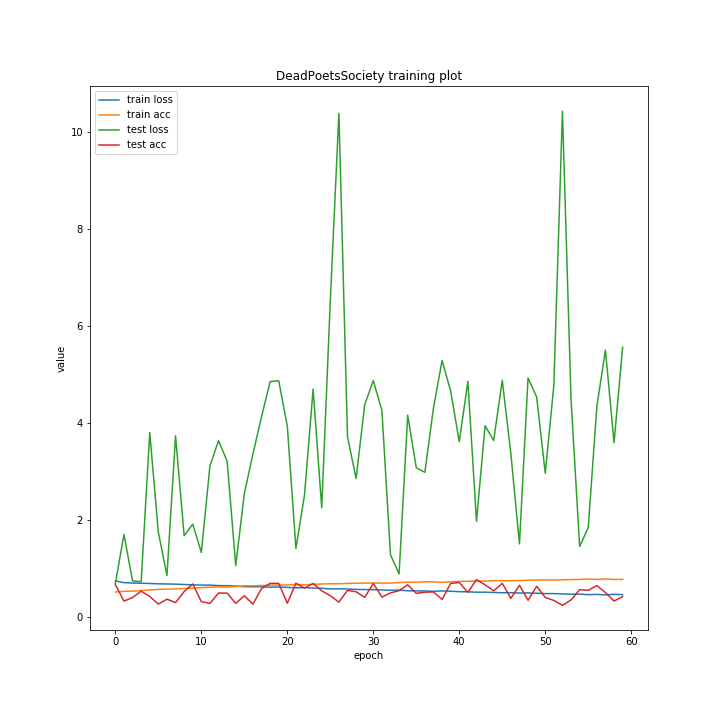 DeadPoetsSociety training plot
train loss
train acc
test loss
test acc
10
8
6
4
2
0
value
0 10 20 30 40 50 60
epoch